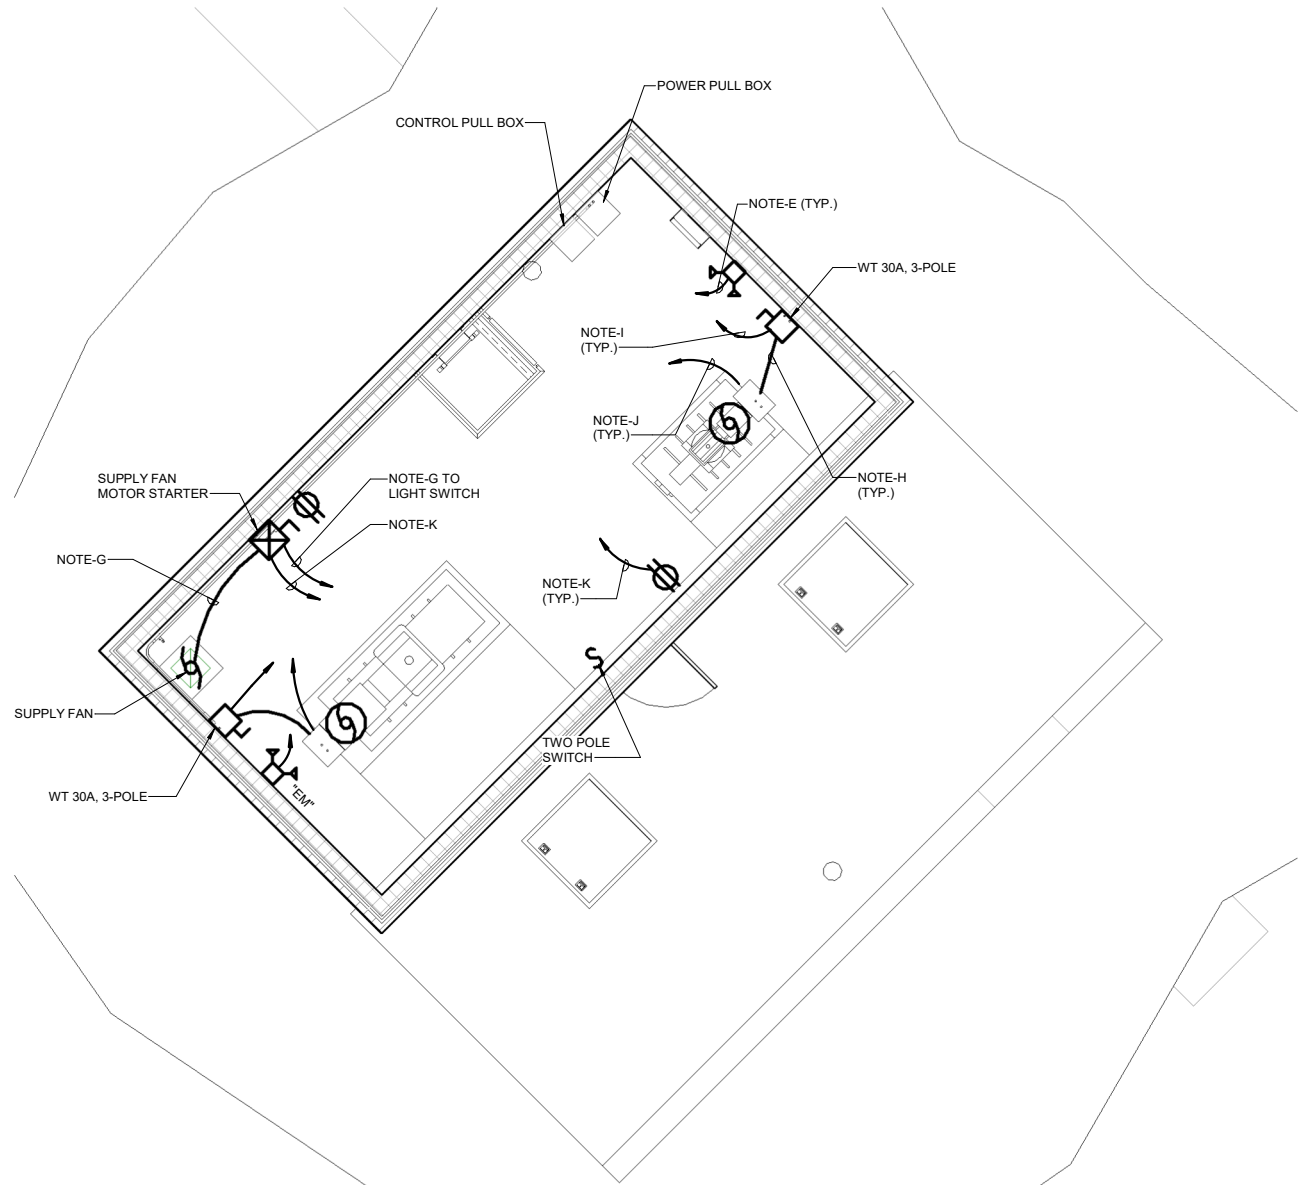 POWER PULL BOX
CONTROL PULL BOX
NOTE-E (TYP.)
WT 30A, 3-POLE
NOTE-I
(TYP.)
NOTE-J
(TYP.)
SUPPLY FAN
MOTOR STARTER
NOTE-G TO
LIGHT SWITCH
NOTE-H
(TYP.)
NOTE-K
NOTE-G
NOTE-K
(TYP.)
SUPPLY FAN
TWO POLE
SWITCH
WT 30A, 3-POLE
"EM"